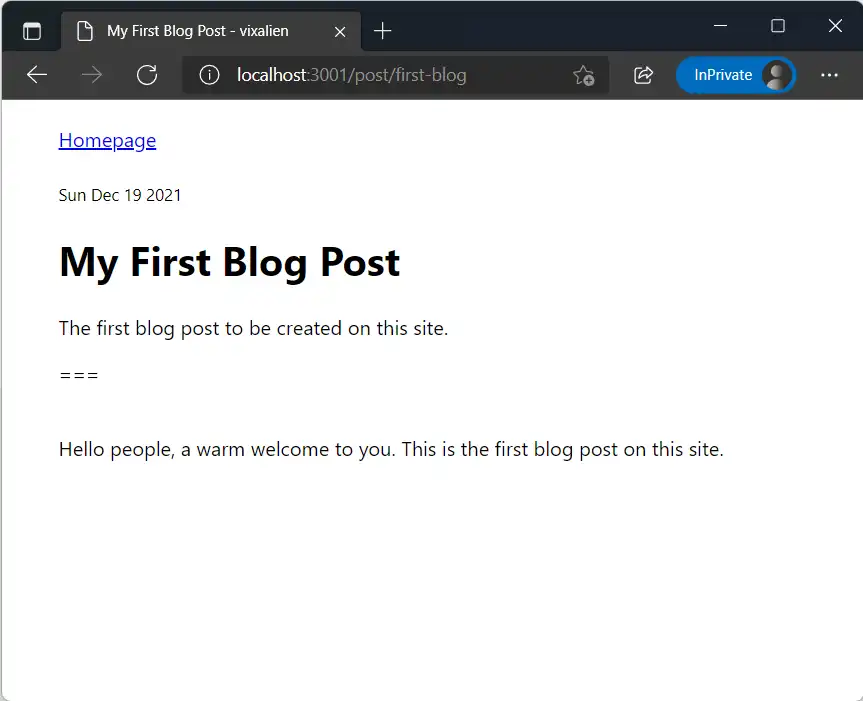 My First Blog Post - vixalien
localhost:3001/post/first-blog
InPrivate
Homepage
Sun Dec 19 2021
My First Blog Post
The first blog post to be created on this site.
===
Hello people, a warm welcome to you. This is the first blog post on this site.